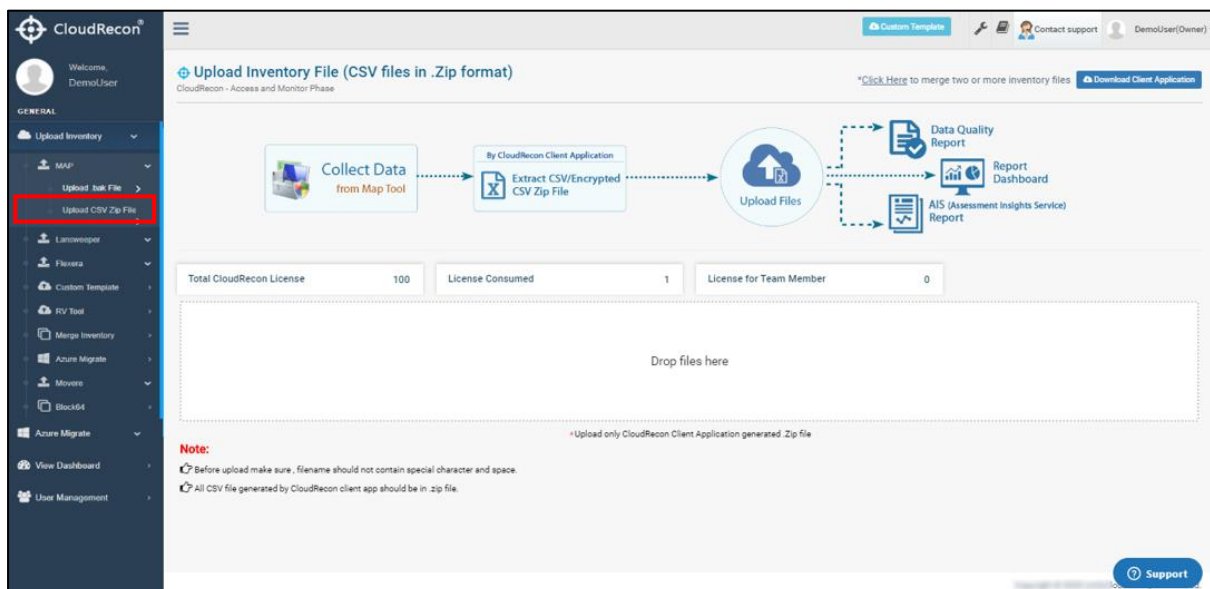 CloudRecon®
Custom Template
Contact support
DemoUser(Owner)
Welcome,
DemoUser
GENERAL
Upload Inventory
MAP
Upload .bak File
Upload CSV Zip File
Lansweeper
Flexera
Custom Template
RV Tool
Merge Inventory
Azure Migrate
Movere
Block64
Azure Migrate
View Dashboard
User Management
Upload Inventory File (CSV files in .Zip format)
CloudRecon - Access and Monitor Phase
*Click Here to merge two or more inventory files
Download Client Application
Collect Data
from Map Tool
By CloudRecon Client Application
Extract CSV/Encrypted
CSV Zip File
Upload Files
Data Quality
Report
Report
Dashboard
AIS (Assessment Insights Service)
Report
Total CloudRecon License 100
License Consumed 1
License for Team Member 0
Drop files here
*Upload only CloudRecon Client Application generated .Zip file
Note:
Before upload make sure , filename should not contain special character and space.
All CSV file generated by CloudRecon client app should be in .zip file.
Support